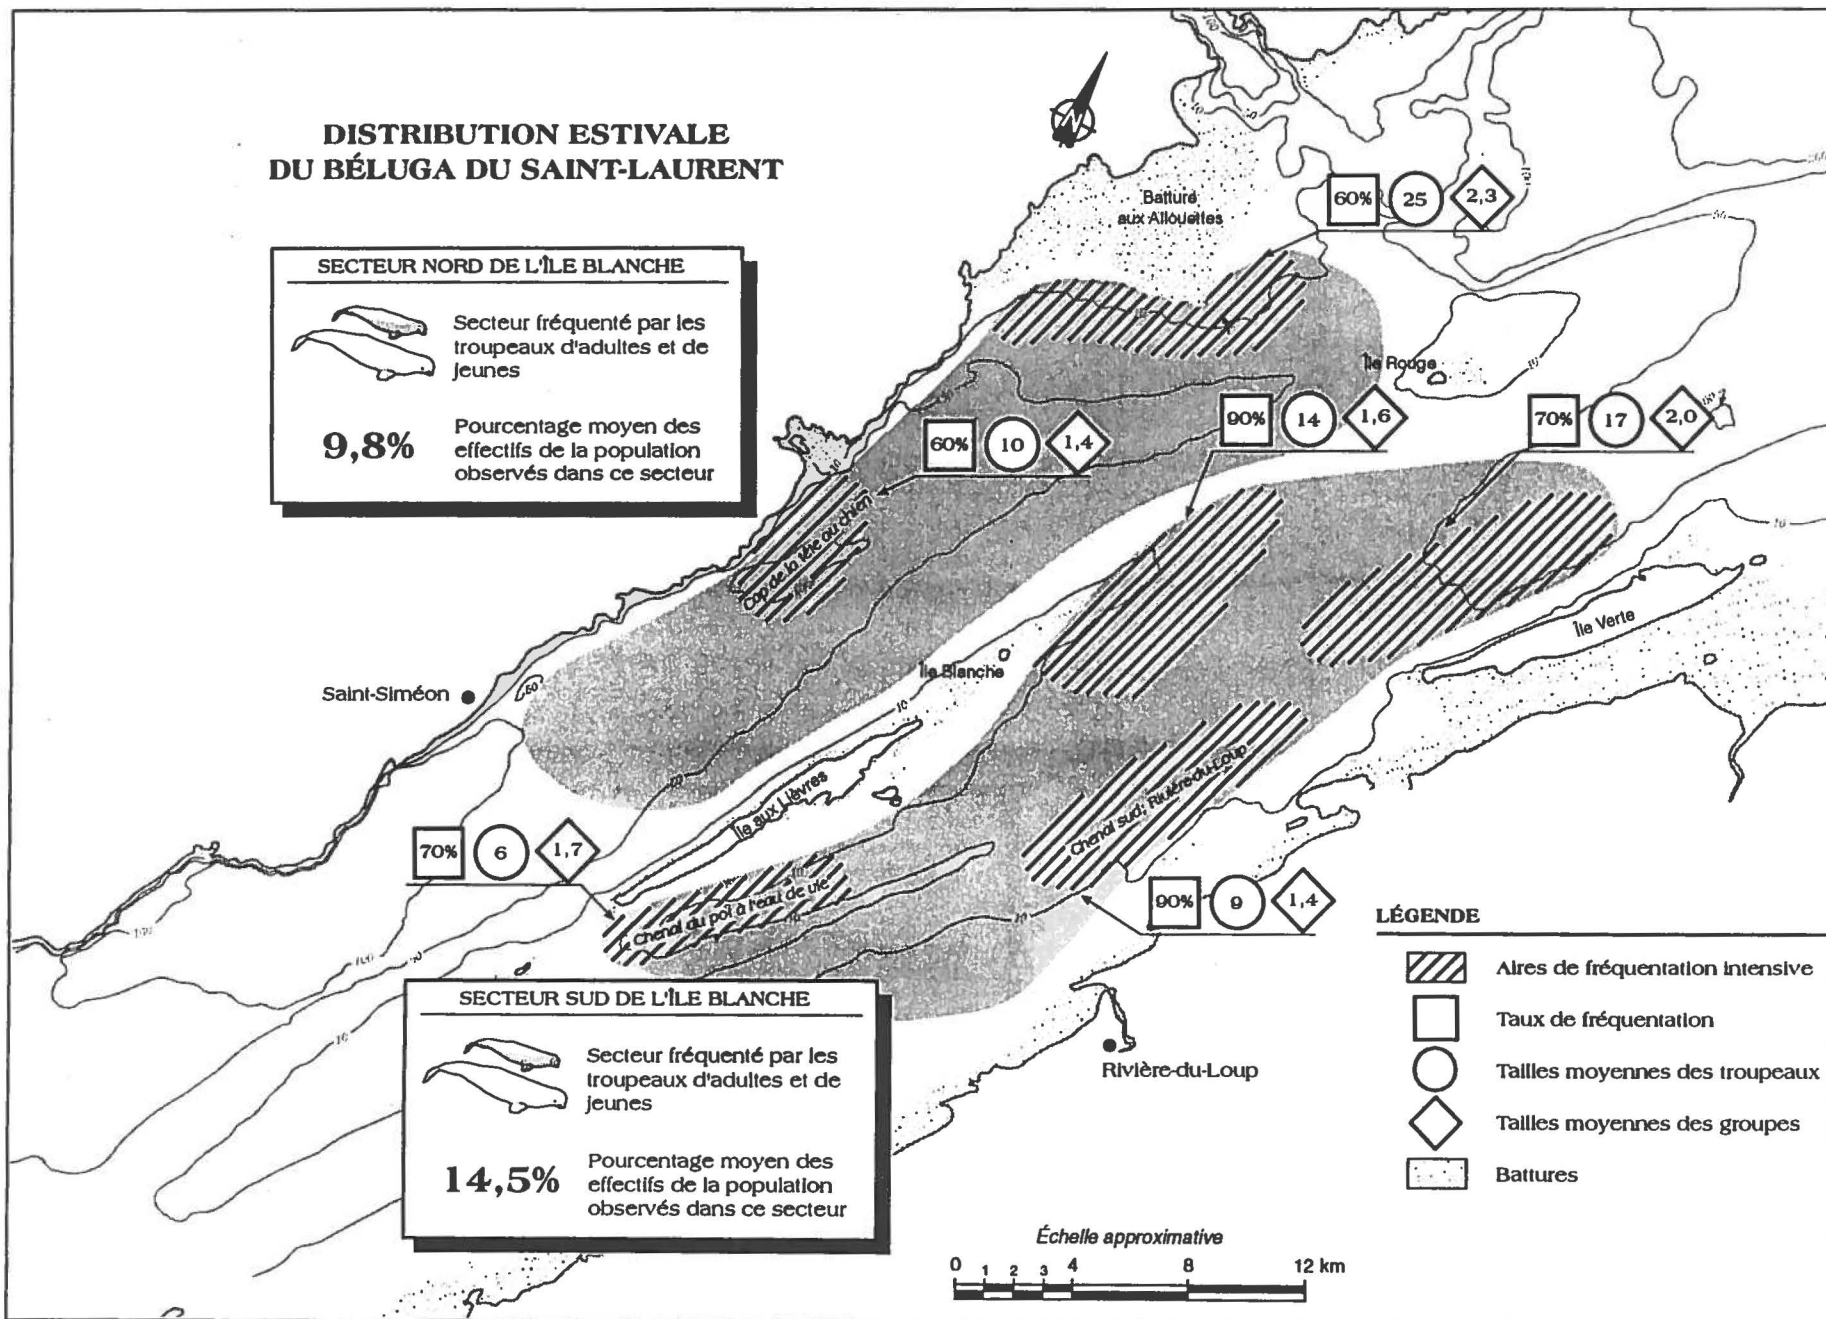 DISTRIBUTION ESTIVALE
DU BÉLUGA DU SAINT-LAURENT
N
SECTEUR NORD DE L'ÎLE BLANCHE
Secteur fréquenté par les
troupeaux d'adultes et de
jeunes
9,8%
Pourcentage moyen des
effectifs de la population
observés dans ce secteur
Batture
aux Allouettes
60% 25 2,3
Île Rouge
60% 10 1,4
90% 14 1,6
70% 17 2,0
Cap de la tête au chien
Île Verte
Île Blanche
Saint-Siméon
Île aux Lièvres
Chenal sud; Rivière-du-Loup
70% 6 1,7
Chenal du pot à l'eau de vie
90% 9 1,4
SECTEUR SUD DE L'ÎLE BLANCHE
Secteur fréquenté par les
troupeaux d'adultes et de
jeunes
14,5%
Pourcentage moyen des
effectifs de la population
observés dans ce secteur
Rivière-du-Loup
LÉGENDE
Aires de fréquentation intensive
Taux de fréquentation
Tailles moyennes des troupeaux
Tailles moyennes des groupes
Battures
Échelle approximative
0 1 2 3 4 8 12 km